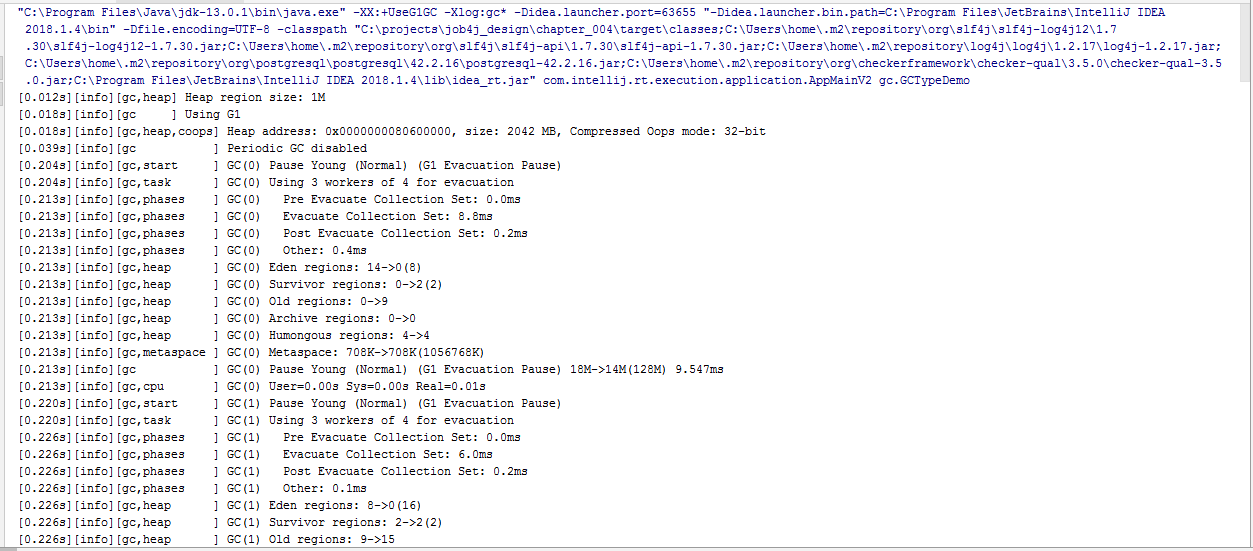 "C:\Program Files\Java\jdk-13.0.1\bin\java.exe" -XX:+UseG1GC -Xlog:gc* -Didea.launcher.port=63655 "-Didea.launcher.bin.path=C:\Program Files\JetBrains\IntelliJ IDEA
2018.1.4\bin" -Dfile.encoding=UTF-8 -classpath "C:\projects\job4j_design\chapter_004\target\classes;C:\Users\home\.m2\repository\org\slf4j\slf4j-log4j12\1.7
.30\slf4j-log4j12-1.7.30.jar;C:\Users\home\.m2\repository\org\slf4j\slf4j-api\1.7.30\slf4j-api-1.7.30.jar;C:\Users\home\.m2\repository\log4j\log4j\1.2.17\log4j-1.2.17.jar;
C:\Users\home\.m2\repository\org\postgresql\postgresql\42.2.16\postgresql-42.2.16.jar;C:\Users\home\.m2\repository\org\checkerframework\checker-qual\3.5.0\checker-qual-3.5
.0.jar;C:\Program Files\JetBrains\IntelliJ IDEA 2018.1.4\lib\idea_rt.jar" com.intellij.rt.execution.application.AppMainV2 gc.GCTypeDemo
[0.012s][info][gc,heap] Heap region size: 1M
[0.018s][info][gc     ] Using G1
[0.018s][info][gc,heap,coops] Heap address: 0x0000000080600000, size: 2042 MB, Compressed Oops mode: 32-bit
[0.039s][info][gc           ] Periodic GC disabled
[0.204s][info][gc,start     ] GC(0) Pause Young (Normal) (G1 Evacuation Pause)
[0.204s][info][gc,task      ] GC(0) Using 3 workers of 4 for evacuation
[0.213s][info][gc,phases    ] GC(0)   Pre Evacuate Collection Set: 0.0ms
[0.213s][info][gc,phases    ] GC(0)   Evacuate Collection Set: 8.8ms
[0.213s][info][gc,phases    ] GC(0)   Post Evacuate Collection Set: 0.2ms
[0.213s][info][gc,phases    ] GC(0)   Other: 0.4ms
[0.213s][info][gc,heap      ] GC(0) Eden regions: 14->0(8)
[0.213s][info][gc,heap      ] GC(0) Survivor regions: 0->2(2)
[0.213s][info][gc,heap      ] GC(0) Old regions: 0->9
[0.213s][info][gc,heap      ] GC(0) Archive regions: 0->0
[0.213s][info][gc,heap      ] GC(0) Humongous regions: 4->4
[0.213s][info][gc,metaspace ] GC(0) Metaspace: 708K->708K(1056768K)
[0.213s][info][gc           ] GC(0) Pause Young (Normal) (G1 Evacuation Pause) 18M->14M(128M) 9.547ms
[0.213s][info][gc,cpu       ] GC(0) User=0.00s Sys=0.00s Real=0.01s
[0.220s][info][gc,start     ] GC(1) Pause Young (Normal) (G1 Evacuation Pause)
[0.220s][info][gc,task      ] GC(1) Using 3 workers of 4 for evacuation
[0.226s][info][gc,phases    ] GC(1)   Pre Evacuate Collection Set: 0.0ms
[0.226s][info][gc,phases    ] GC(1)   Evacuate Collection Set: 6.0ms
[0.226s][info][gc,phases    ] GC(1)   Post Evacuate Collection Set: 0.2ms
[0.226s][info][gc,phases    ] GC(1)   Other: 0.1ms
[0.226s][info][gc,heap      ] GC(1) Eden regions: 8->0(16)
[0.226s][info][gc,heap      ] GC(1) Survivor regions: 2->2(2)
[0.226s][info][gc,heap      ] GC(1) Old regions: 9->15